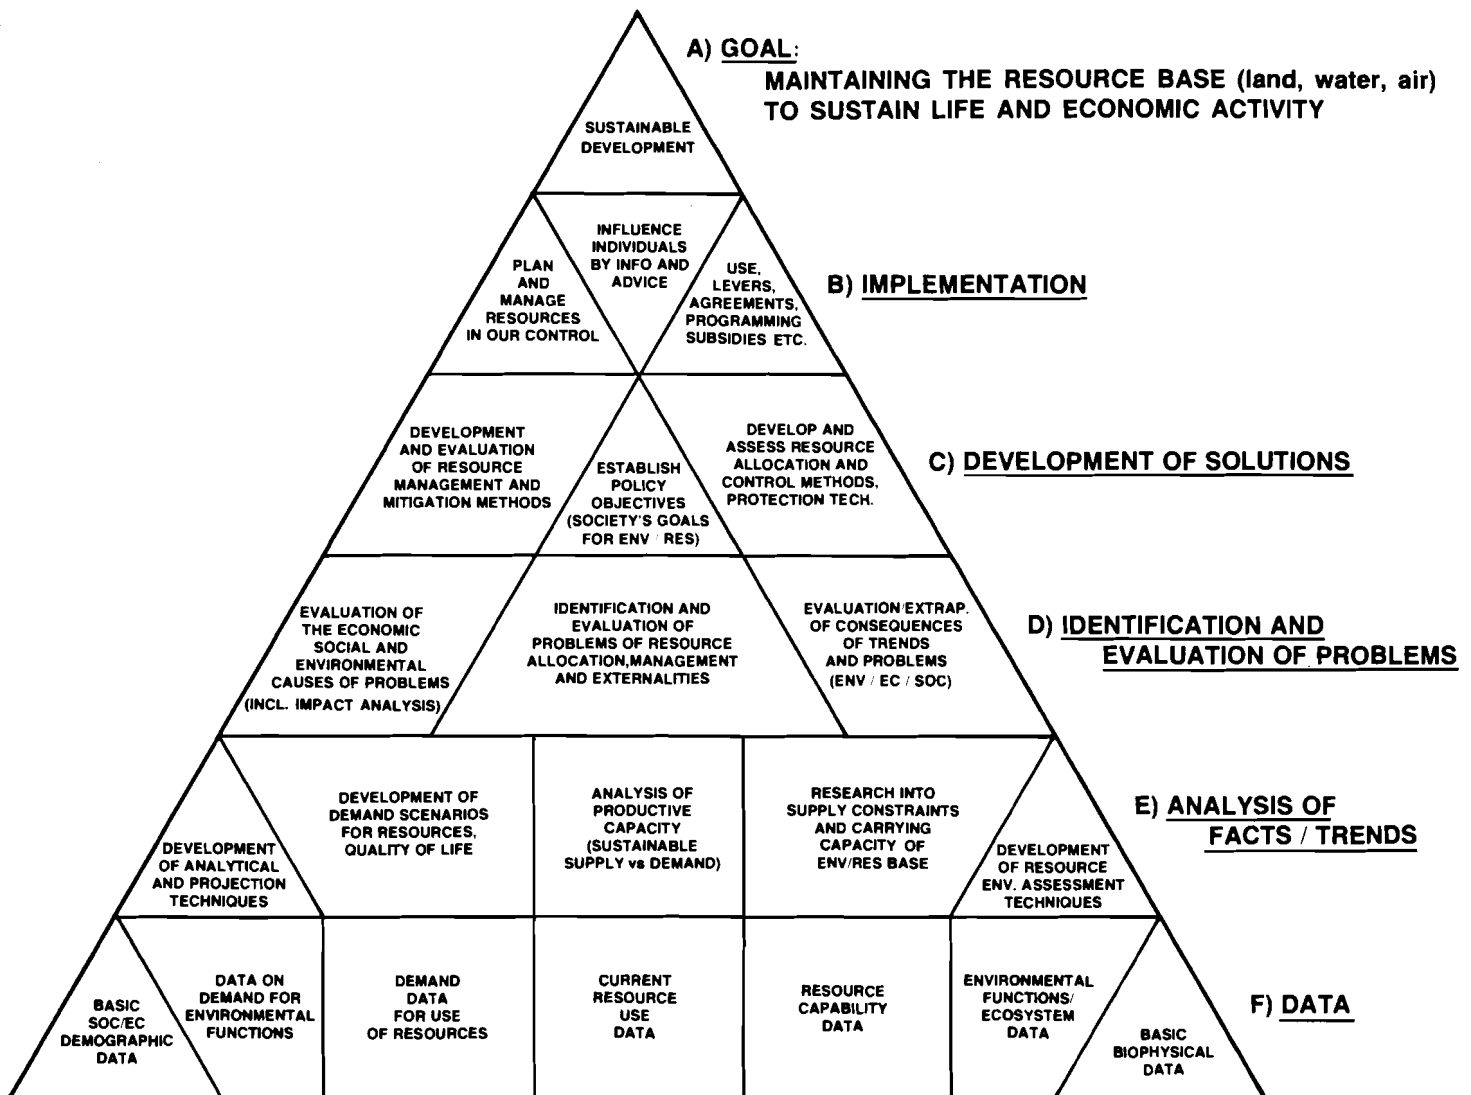 A) GOAL:
MAINTAINING THE RESOURCE BASE (land, water, air)
TO SUSTAIN LIFE AND ECONOMIC ACTIVITY
SUSTAINABLE
DEVELOPMENT
PLAN
AND
MANAGE
RESOURCES
IN OUR CONTROL
INFLUENCE
INDIVIDUALS
BY INFO AND
ADVICE
USE,
LEVERS,
AGREEMENTS,
PROGRAMMING
SUBSIDIES ETC.
B) IMPLEMENTATION
DEVELOPMENT
AND EVALUATION
OF RESOURCE
MANAGEMENT AND
MITIGATION METHODS
ESTABLISH
POLICY
OBJECTIVES
(SOCIETY'S GOALS
FOR ENV / RES)
DEVELOP AND
ASSESS RESOURCE
ALLOCATION AND
CONTROL METHODS,
PROTECTION TECH.
C) DEVELOPMENT OF SOLUTIONS
EVALUATION OF
THE ECONOMIC
SOCIAL AND
ENVIRONMENTAL
CAUSES OF PROBLEMS
(INCL. IMPACT ANALYSIS)
IDENTIFICATION AND
EVALUATION OF
PROBLEMS OF RESOURCE
ALLOCATION,MANAGEMENT
AND EXTERNALITIES
EVALUATION/EXTRAP.
OF CONSEQUENCES
OF TRENDS
AND PROBLEMS
(ENV / EC / SOC)
D) IDENTIFICATION AND
EVALUATION OF PROBLEMS
DEVELOPMENT
OF ANALYTICAL
AND PROJECTION
TECHNIQUES
DEVELOPMENT OF
DEMAND SCENARIOS
FOR RESOURCES,
QUALITY OF LIFE
ANALYSIS OF
PRODUCTIVE
CAPACITY
(SUSTAINABLE
SUPPLY vs DEMAND)
RESEARCH INTO
SUPPLY CONSTRAINTS
AND CARRYING
CAPACITY OF
ENV/RES BASE
DEVELOPMENT
OF RESOURCE
ENV. ASSESSMENT
TECHNIQUES
E) ANALYSIS OF
FACTS / TRENDS
BASIC
SOC/EC
DEMOGRAPHIC
DATA
DATA ON
DEMAND FOR
ENVIRONMENTAL
FUNCTIONS
DEMAND
DATA
FOR USE
OF RESOURCES
CURRENT
RESOURCE
USE
DATA
RESOURCE
CAPABILITY
DATA
ENVIRONMENTAL
FUNCTIONS/
ECOSYSTEM
DATA
BASIC
BIOPHYSICAL
DATA
F) DATA